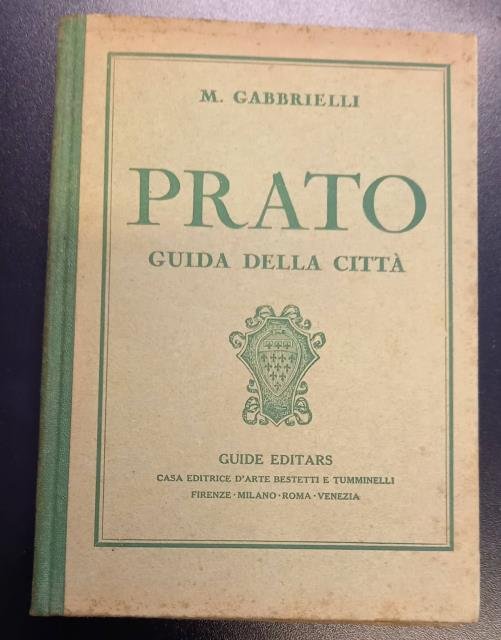 M. GABBRIELLI
PRATO
GUIDA DELLA CITTÀ
GUIDE EDITARS
CASA EDITRICE D'ARTE BESTETTI E TUMMINELLI
FIRENZE · MILANO · ROMA · VENEZIA